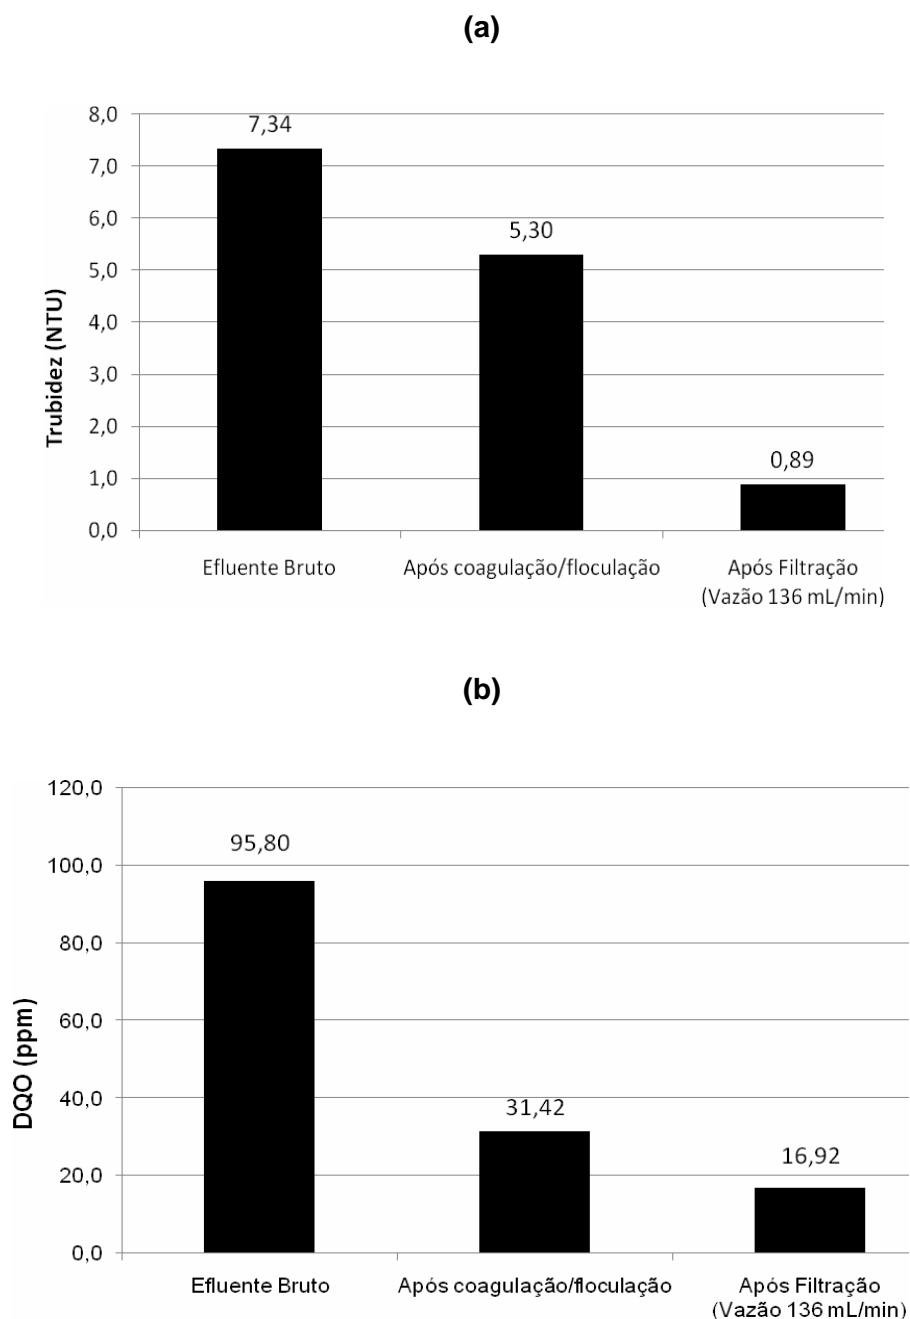 (a)
8,0
7,0
6,0
5,0
4,0
3,0
2,0
1,0
0,0
Trubidez (NTU)
7,34
5,30
0,89
Efluente Bruto
Após coagulação/floculação
Após Filtração
(Vazão 136 mL/min)
(b)
120,0
100,0
80,0
60,0
40,0
20,0
0,0
DQO (ppm)
95,80
31,42
16,92
Efluente Bruto
Após coagulação/floculação
Após Filtração
(Vazão 136 mL/min)